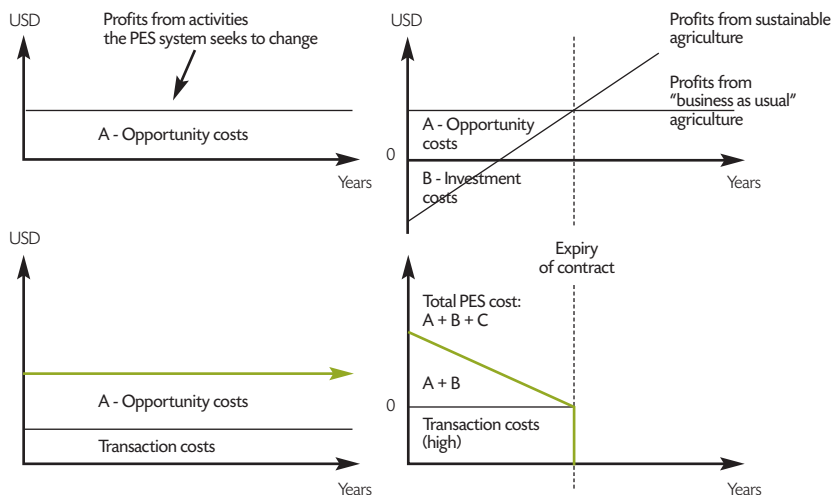 USD
Profits from activities
the PES system seeks to change
A - Opportunity costs
Years
USD
Profits from sustainable
agriculture
Profits from
"business as usual"
agriculture
A - Opportunity
costs
0
B - Investment
costs
Years
Expiry
of contract
USD
A - Opportunity costs
Transaction costs
Years
Total PES cost:
A + B + C
A + B
0
Transaction costs
(high)
Years